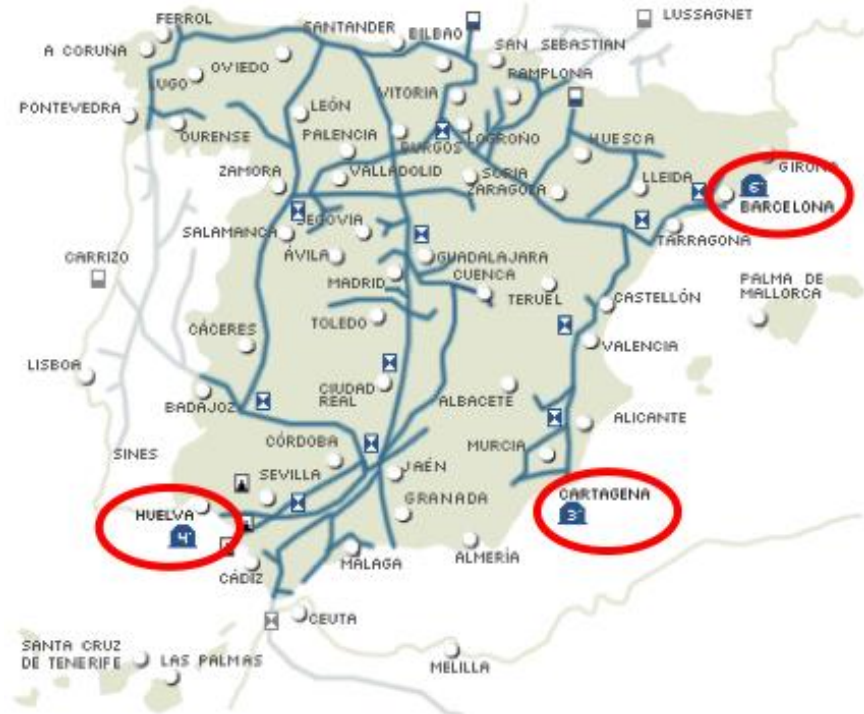 FERROL
LUSSAGNET
SANTANDER
BILBAO
A CORUÑA
SAN SEBASTIAN
OVIEDO
LUGO
PAMPLONA
VITORIA
PONTEVEDRA
LEÓN
OURENSE
PALENCIA
LOGROÑO
BURGOS
HUESCA
GIRONA
ZAMORA
VALLADOLID
SORIA
ZARAGOZA
LLEIDA
6
BARCELONA
SEGOVIA
SALAMANCA
TARRAGONA
CARRIZO
ÁVILA
GUADALAJARA
MADRID
CUENCA
TERUEL
PALMA DE
MALLORCA
CASTELLÓN
TOLEDO
CÁCERES
VALENCIA
LISBOA
CIUDAD
REAL
ALBACETE
BADAJOZ
ALICANTE
CÓRDOBA
MURCIA
SINES
SEVILLA
JAÉN
CARTAGENA
3
HUELVA
4
GRANADA
CÁDIZ
MALAGA
ALMERÍA
CEUTA
SANTA CRUZ
DE TENERIFE
LAS PALMAS
MELILLA